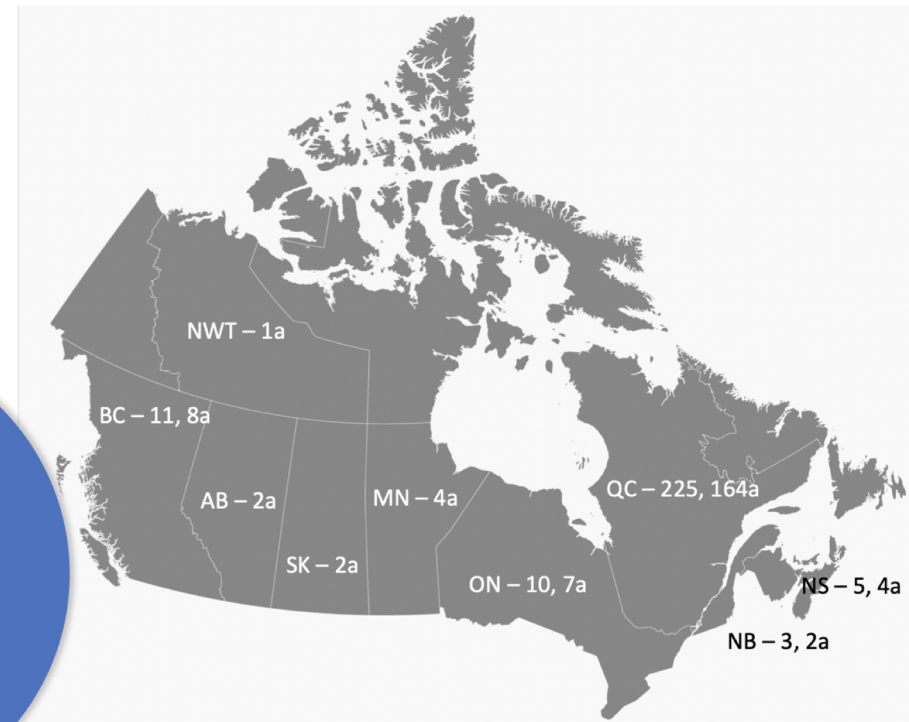 NWT – 1a
BC – 11, 8a
AB – 2a
MN – 4a
QC – 225, 164a
SK – 2a
ON – 10, 7a
NS – 5, 4a
NB – 3, 2a